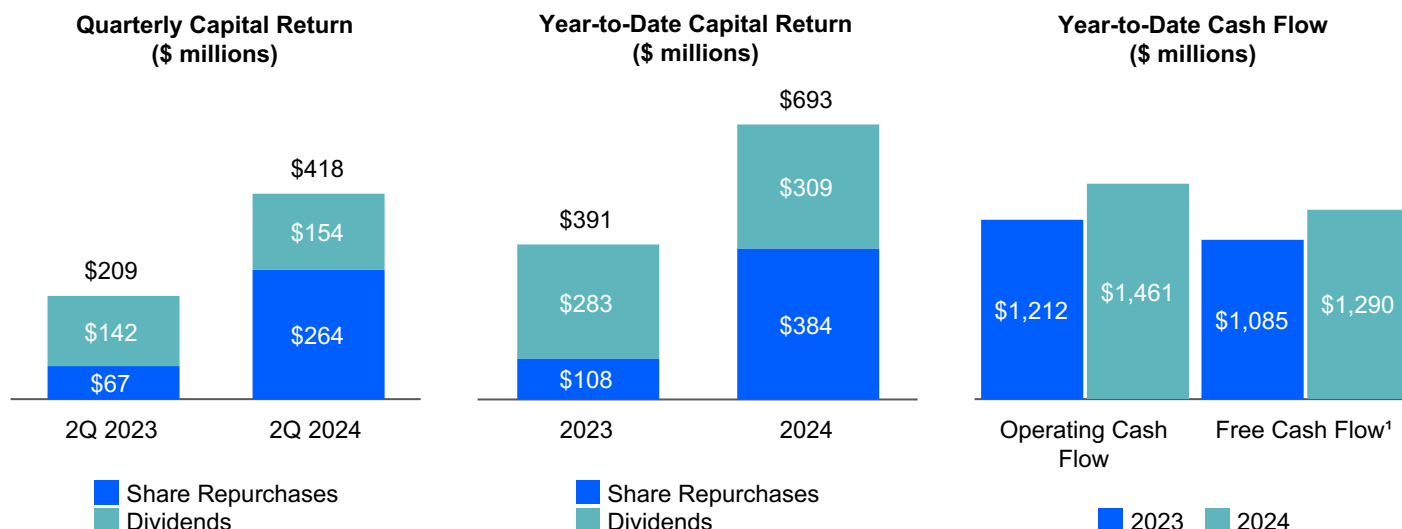 Quarterly Capital Return
($ millions)
$418
$154
$209
$142
$264
$67
2Q 2023
2Q 2024
Share Repurchases
Dividends
Year-to-Date Capital Return
($ millions)
$693
$309
$391
$283
$384
$108
2023
2024
Share Repurchases
Dividends
Year-to-Date Cash Flow
($ millions)
$1,212
$1,461
$1,085
$1,290
Operating Cash
Flow
Free Cash Flow¹
2023
2024